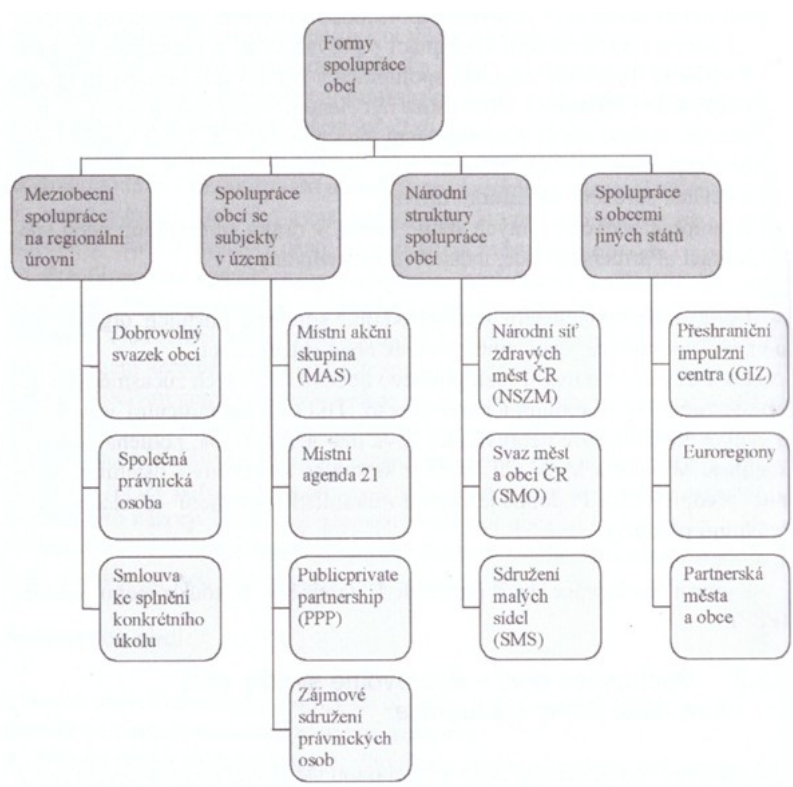 Formy
spolupráce
obcí
Meziobecní
spolupráce
na regionální
úrovni
Spolupráce
obcí se
subjekty
v území
Národní
struktury
spolupráce
obcí
Spolupráce
s obcemi
jiných států
Dobrovolný
svazek obcí
Společná
právnická
osoba
Smlouva
ke splnění
konkrétního
úkolu
Místní akční
skupina
(MAS)
Místní
agenda 21
Publicprivate
partnership
(PPP)
Zájmové
sdružení
právnických
osob
Národní síť
zdravých
měst ČR
(NSZM)
Svaz měst
a obcí ČR
(SMO)
Sdružení
malých
sídel
(SMS)
Přeshraniční
impulzní
centra (GIZ)
Euroregiony
Partnerská
města
a obce